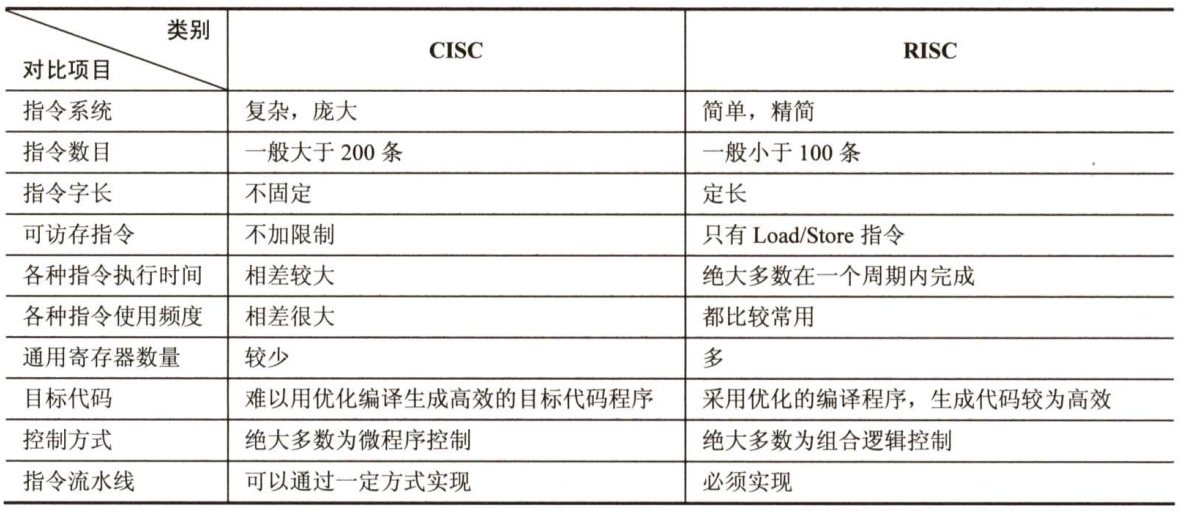 类别
对比项目
CISC
RISC
指令系统 复杂，庞大 简单，精简
指令数目 一般大于 200 条 一般小于 100 条
指令字长 不固定 定长
可访存指令 不加限制 只有 Load/Store 指令
各种指令执行时间 相差较大 绝大多数在一个周期内完成
各种指令使用频度 相差很大 都比较常用
通用寄存器数量 较少 多
目标代码 难以用优化编译生成高效的目标代码程序 采用优化的编译程序，生成代码较为高效
控制方式 绝大多数为微程序控制 绝大多数为组合逻辑控制
指令流水线 可以通过一定方式实现 必须实现